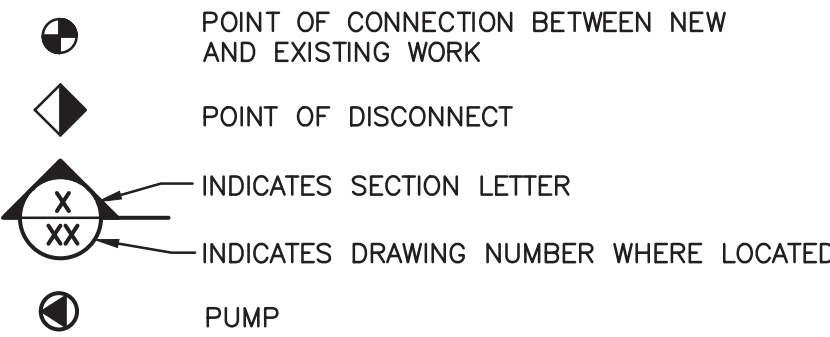 POINT OF CONNECTION BETWEEN NEW
AND EXISTING WORK
POINT OF DISCONNECT
X
INDICATES SECTION LETTER
XX
INDICATES DRAWING NUMBER WHERE LOCATED
PUMP